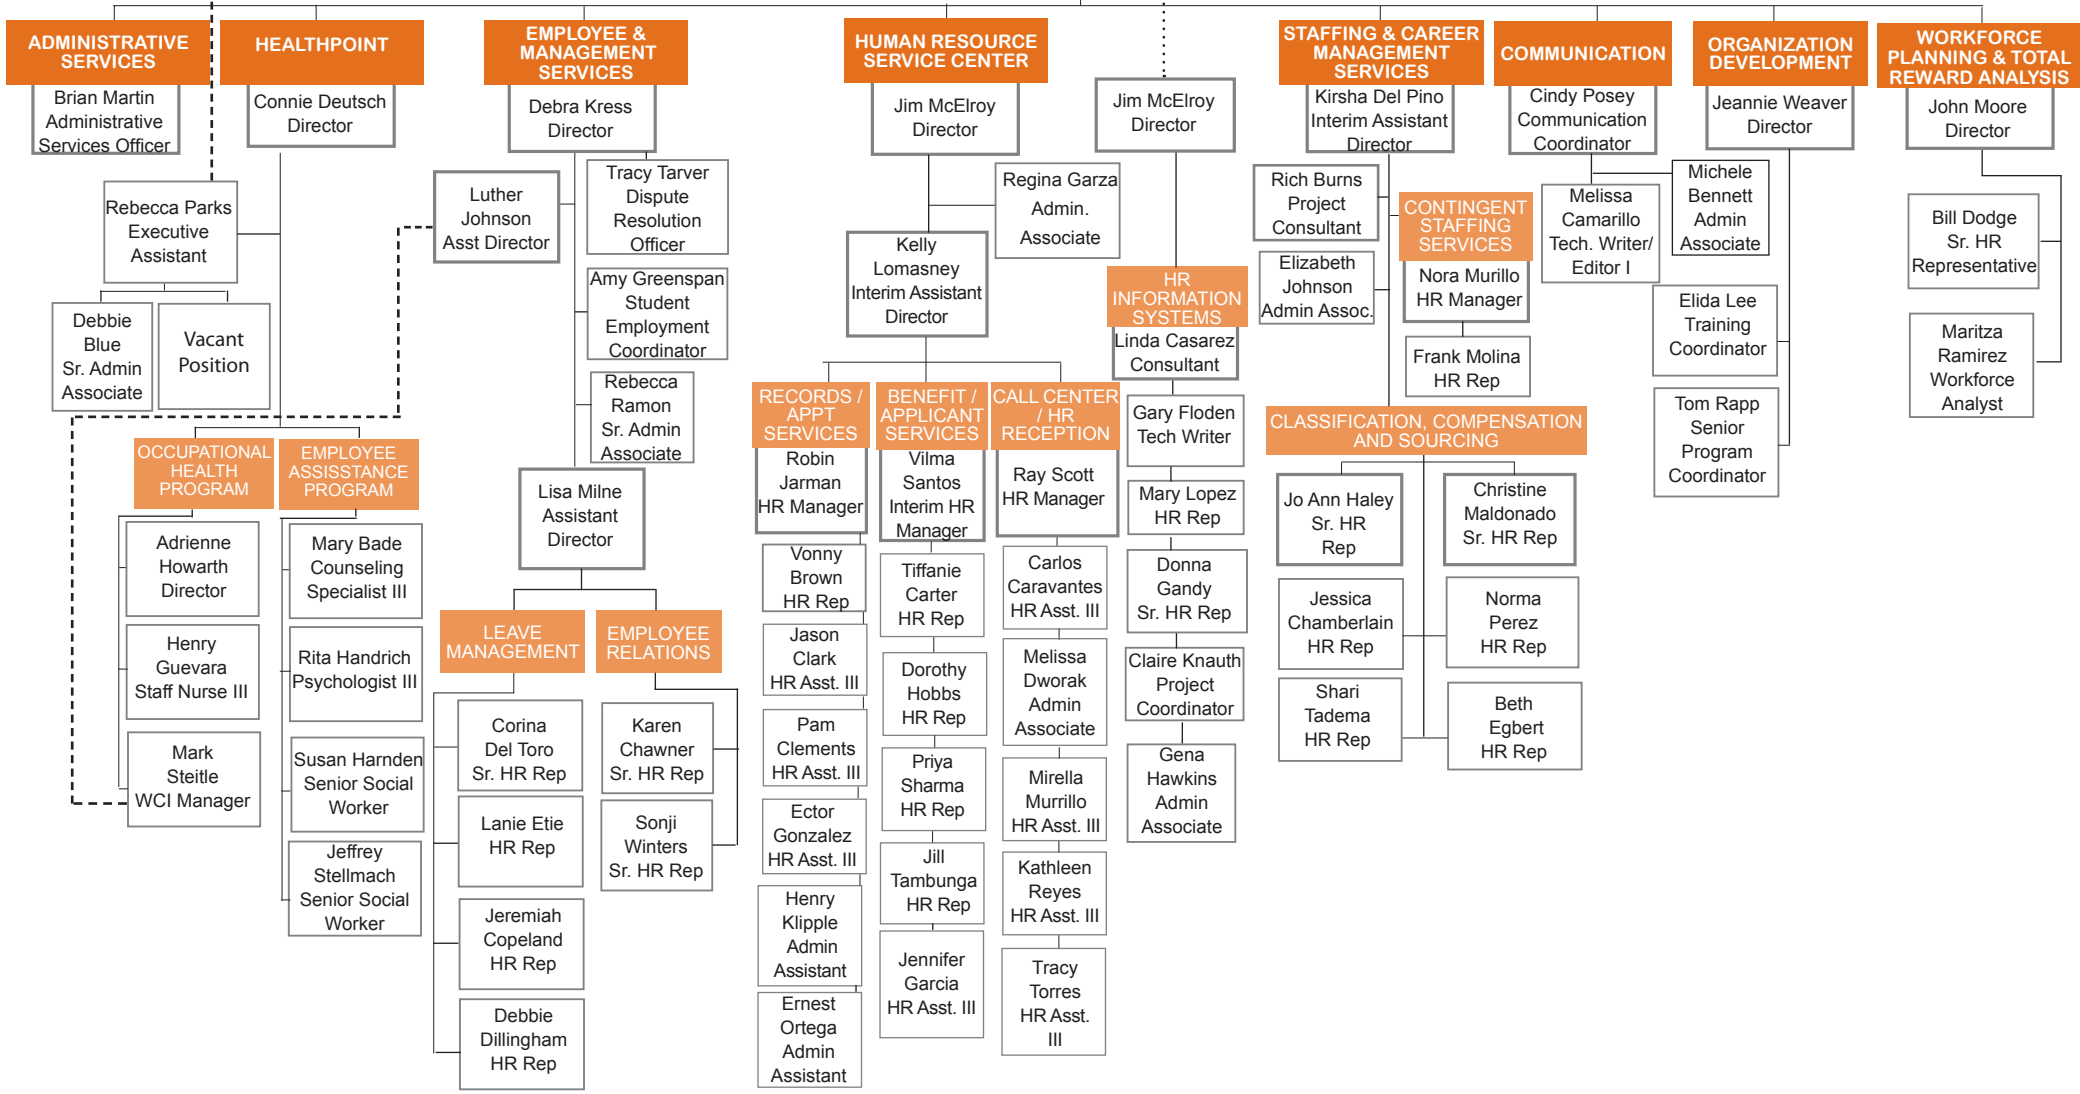 ADMINISTRATIVE
SERVICES
Brian Martin
Administrative
Services Officer
HEALTHPOINT
Connie Deutsch
Director
Rebecca Parks
Executive
Assistant
Debbie
Blue
Sr. Admin
Associate
Vacant
Position
OCCUPATIONAL
HEALTH
PROGRAM
Adrienne
Howarth
Director
Henry
Guevara
Staff Nurse III
Mark
Steitle
WCI Manager
EMPLOYEE
ASSISSTANCE
PROGRAM
Mary Bade
Counseling
Specialist III
Rita Handrich
Psychologist III
Susan Harnden
Senior Social
Worker
Jeffrey
Stellmach
Senior Social
Worker
EMPLOYEE &
MANAGEMENT
SERVICES
Debra Kress
Director
Luther
Johnson
Asst Director
Tracy Tarver
Dispute
Resolution
Officer
Amy Greenspan
Student
Employment
Coordinator
Rebecca
Ramon
Sr. Admin
Associate
Lisa Milne
Assistant
Director
LEAVE
MANAGEMENT
Corina
Del Toro
Sr. HR Rep
Lanie Etie
HR Rep
Jeremiah
Copeland
HR Rep
Debbie
Dillingham
HR Rep
EMPLOYEE
RELATIONS
Karen
Chawner
Sr. HR Rep
Sonji
Winters
Sr. HR Rep
HUMAN RESOURCE
SERVICE CENTER
Jim McElroy
Director
Regina Garza
Admin.
Associate
Kelly
Lomasney
Interim Assistant
Director
RECORDS /
APPT
SERVICES
Robin
Jarman
HR Manager
Vonny
Brown
HR Rep
Jason
Clark
HR Asst. III
Pam
Clements
HR Asst. III
Ector
Gonzalez
HR Asst. III
Henry
Klipple
Admin
Assistant
Ernest
Ortega
Admin
Assistant
BENEFIT /
APPLICANT
SERVICES
Vilma
Santos
Interim HR
Manager
Tiffanie
Carter
HR Rep
Dorothy
Hobbs
HR Rep
Priya
Sharma
HR Rep
Jill
Tambunga
HR Rep
Jennifer
Garcia
HR Asst. III
CALL CENTER
/ HR
RECEPTION
Ray Scott
HR Manager
Carlos
Caravantes
HR Asst. III
Melissa
Dworak
Admin
Associate
Mirella
Murrillo
HR Asst. III
Kathleen
Reyes
HR Asst. III
Tracy
Torres
HR Asst.
III
Jim McElroy
Director
HR
INFORMATION
SYSTEMS
Linda Casarez
Consultant
Gary Floden
Tech Writer
Mary Lopez
HR Rep
Donna
Gandy
Sr. HR Rep
Claire Knauth
Project
Coordinator
Gena
Hawkins
Admin
Associate
STAFFING & CAREER
MANAGEMENT
SERVICES
Kirsha Del Pino
Interim Assistant
Director
Rich Burns
Project
Consultant
Elizabeth
Johnson
Admin Assoc.
CONTINGENT
STAFFING
SERVICES
Nora Murillo
HR Manager
Frank Molina
HR Rep
CLASSIFICATION, COMPENSATION
AND SOURCING
Jo Ann Haley
Sr. HR
Rep
Christine
Maldonado
Sr. HR Rep
Jessica
Chamberlain
HR Rep
Norma
Perez
HR Rep
Shari
Tadema
HR Rep
Beth
Egbert
HR Rep
COMMUNICATION
Cindy Posey
Communication
Coordinator
Melissa
Camarillo
Tech. Writer/
Editor I
Michele
Bennett
Admin
Associate
ORGANIZATION
DEVELOPMENT
Jeannie Weaver
Director
Elida Lee
Training
Coordinator
Tom Rapp
Senior
Program
Coordinator
WORKFORCE
PLANNING & TOTAL
REWARD ANALYSIS
John Moore
Director
Bill Dodge
Sr. HR
Representative
Maritza
Ramirez
Workforce
Analyst